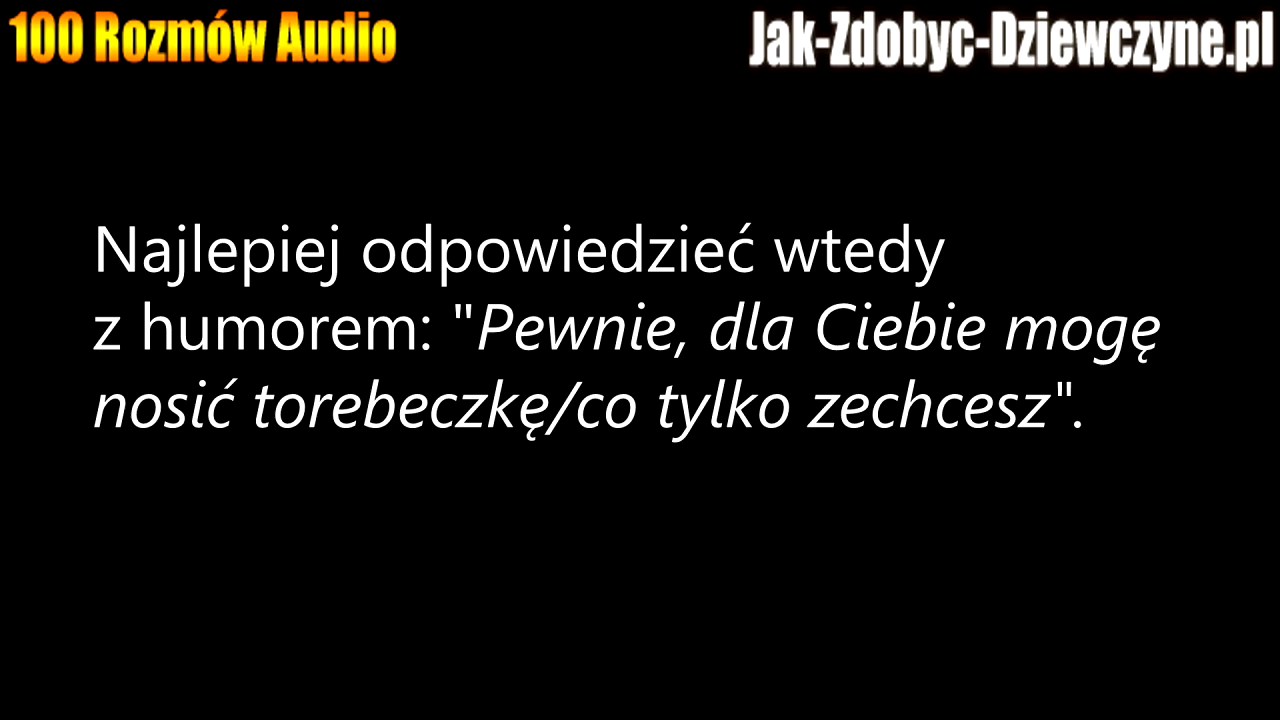 100 Rozmów Audio
Jak-Zdobyc-Dziewczyne.pl
Najlepiej odpowiedzieć wtedy
z humorem: "Pewnie, dla Ciebie mogę
nosić torebeczkę/co tylko zechcesz".